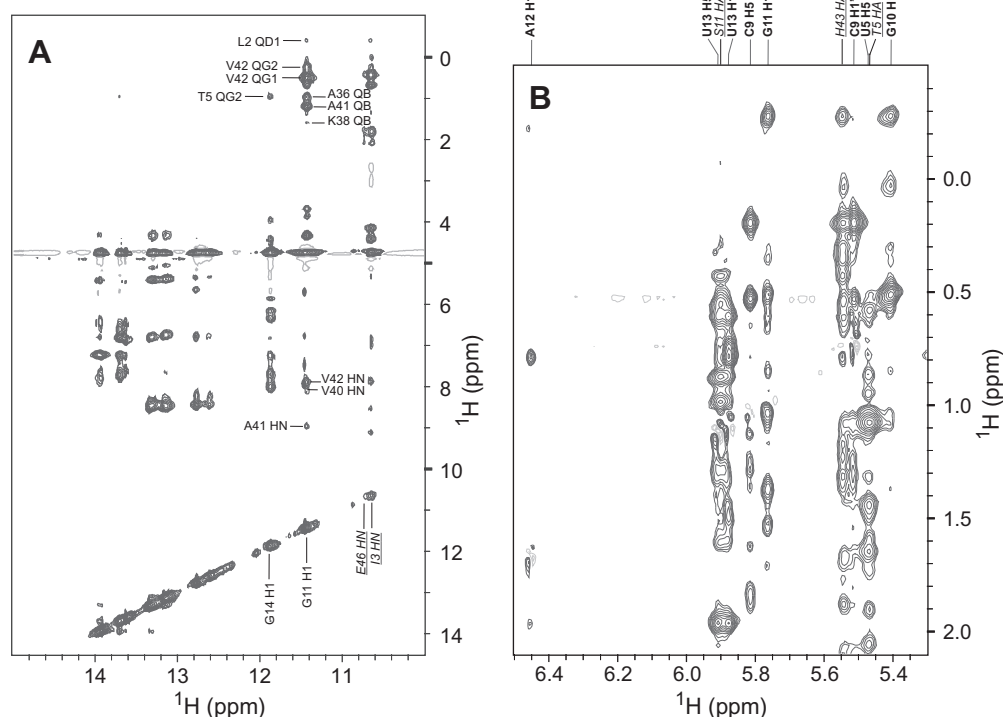 A
L2 QD1
V42 QG2
V42 QG1
T5 QG2
A36 QB
A41 QB
K38 QB
V42 HN
V40 HN
A41 HN
E46 HN
I3 HN
G14 H1
G11 H1
0
2
4
6
8
10
12
14
¹H (ppm)
14
13
12
11
¹H (ppm)
B
A12 H1
U13 H5
S11 HA
U13 H1
C9 H5
G11 H1
H43 HA
C9 H1'
U5 H5
T5 HA
G10 H
0.0
0.5
1.0
1.5
2.0
¹H (ppm)
6.4
6.2
6.0
5.8
5.6
5.4
¹H (ppm)